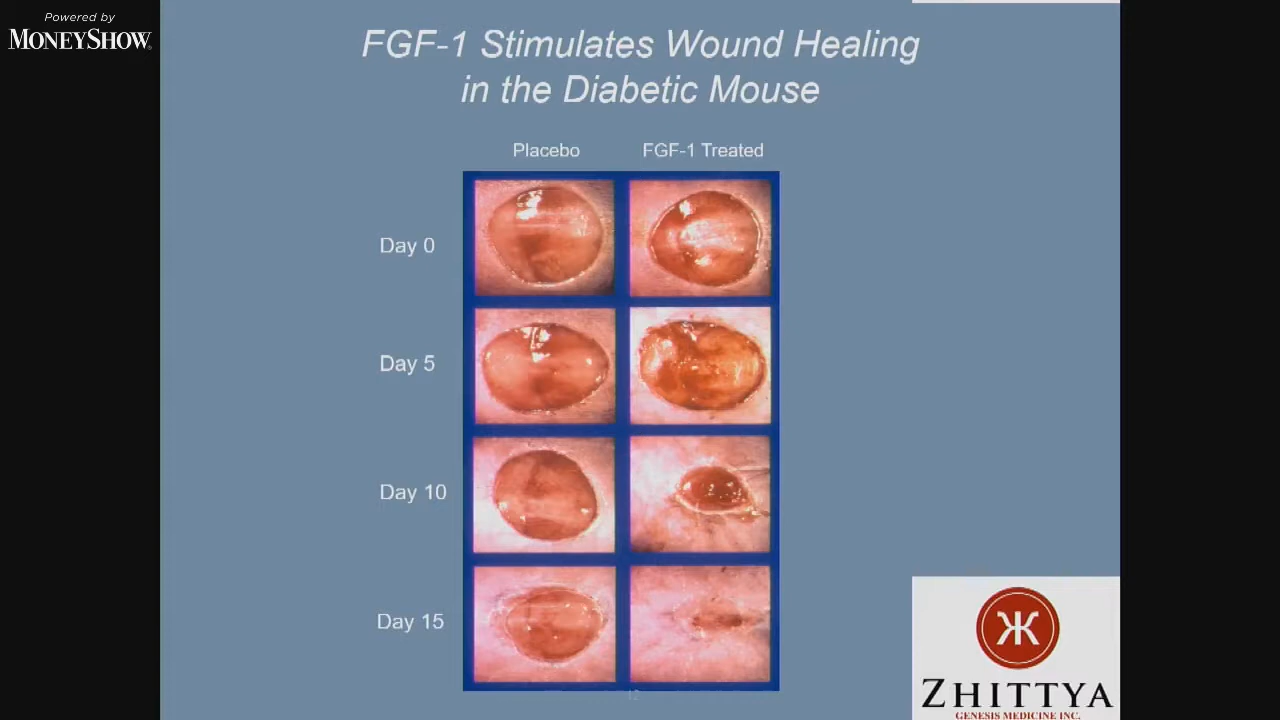 Powered by
MONEYSHOW
FGF-1 Stimulates Wound Healing
in the Diabetic Mouse
Placebo FGF-1 Treated
Day 0
Day 5
Day 10
Day 15
12
ZHITTYA
GENESIS MEDICINE INC.